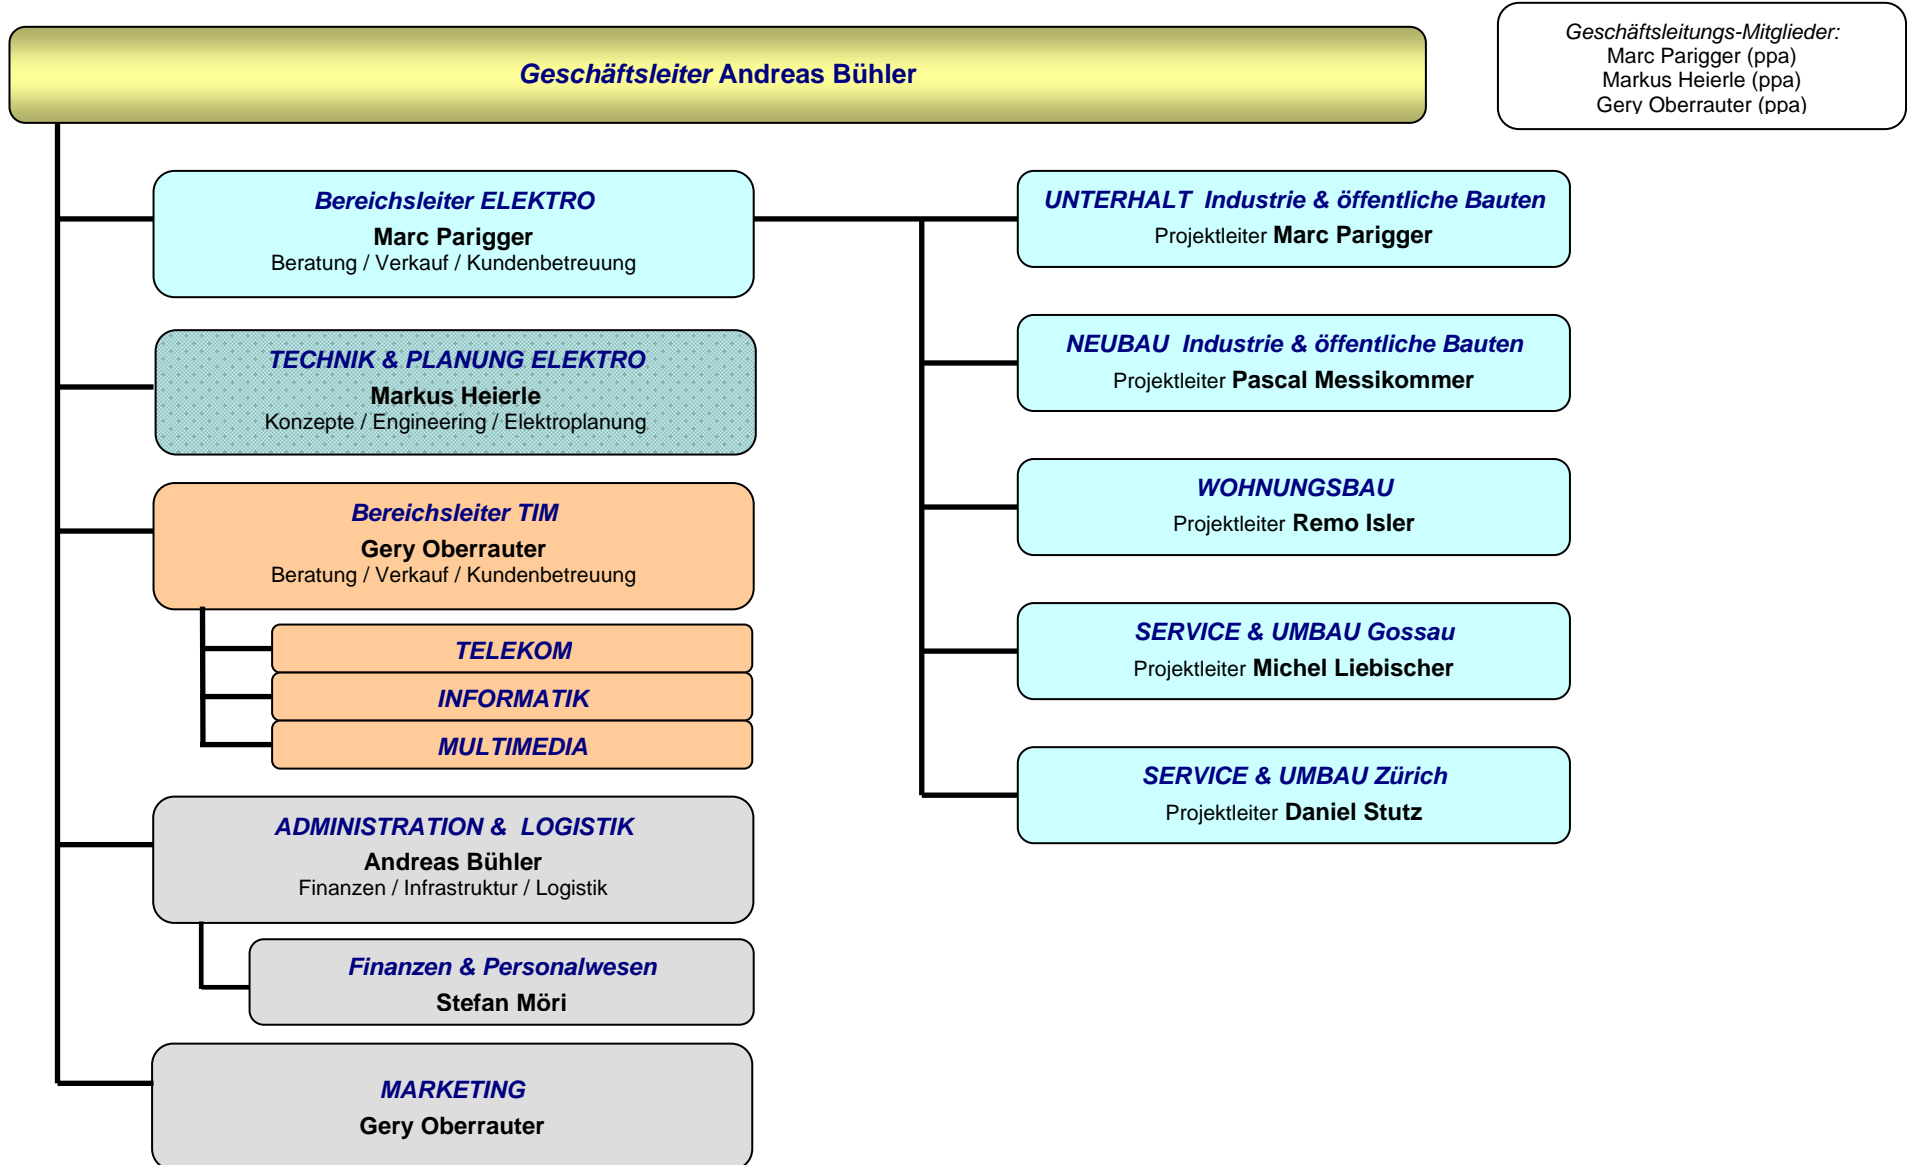 Geschäftsleiter Andreas Bühler
Geschäftsleitungs-Mitglieder:
Marc Parigger (ppa)
Markus Heierle (ppa)
Gery Oberrauter (ppa)
Bereichsleiter ELEKTRO
Marc Parigger
Beratung / Verkauf / Kundenbetreuung
TECHNIK & PLANUNG ELEKTRO
Markus Heierle
Konzepte / Engineering / Elektroplanung
Bereichsleiter TIM
Gery Oberrauter
Beratung / Verkauf / Kundenbetreuung
TELEKOM
INFORMATIK
MULTIMEDIA
ADMINISTRATION & LOGISTIK
Andreas Bühler
Finanzen / Infrastruktur / Logistik
Finanzen & Personalwesen
Stefan Möri
MARKETING
Gery Oberrauter
UNTERHALT Industrie & öffentliche Bauten
Projektleiter Marc Parigger
NEUBAU Industrie & öffentliche Bauten
Projektleiter Pascal Messikommer
WOHNUNGSBAU
Projektleiter Remo Isler
SERVICE & UMBAU Gossau
Projektleiter Michel Liebischer
SERVICE & UMBAU Zürich
Projektleiter Daniel Stutz